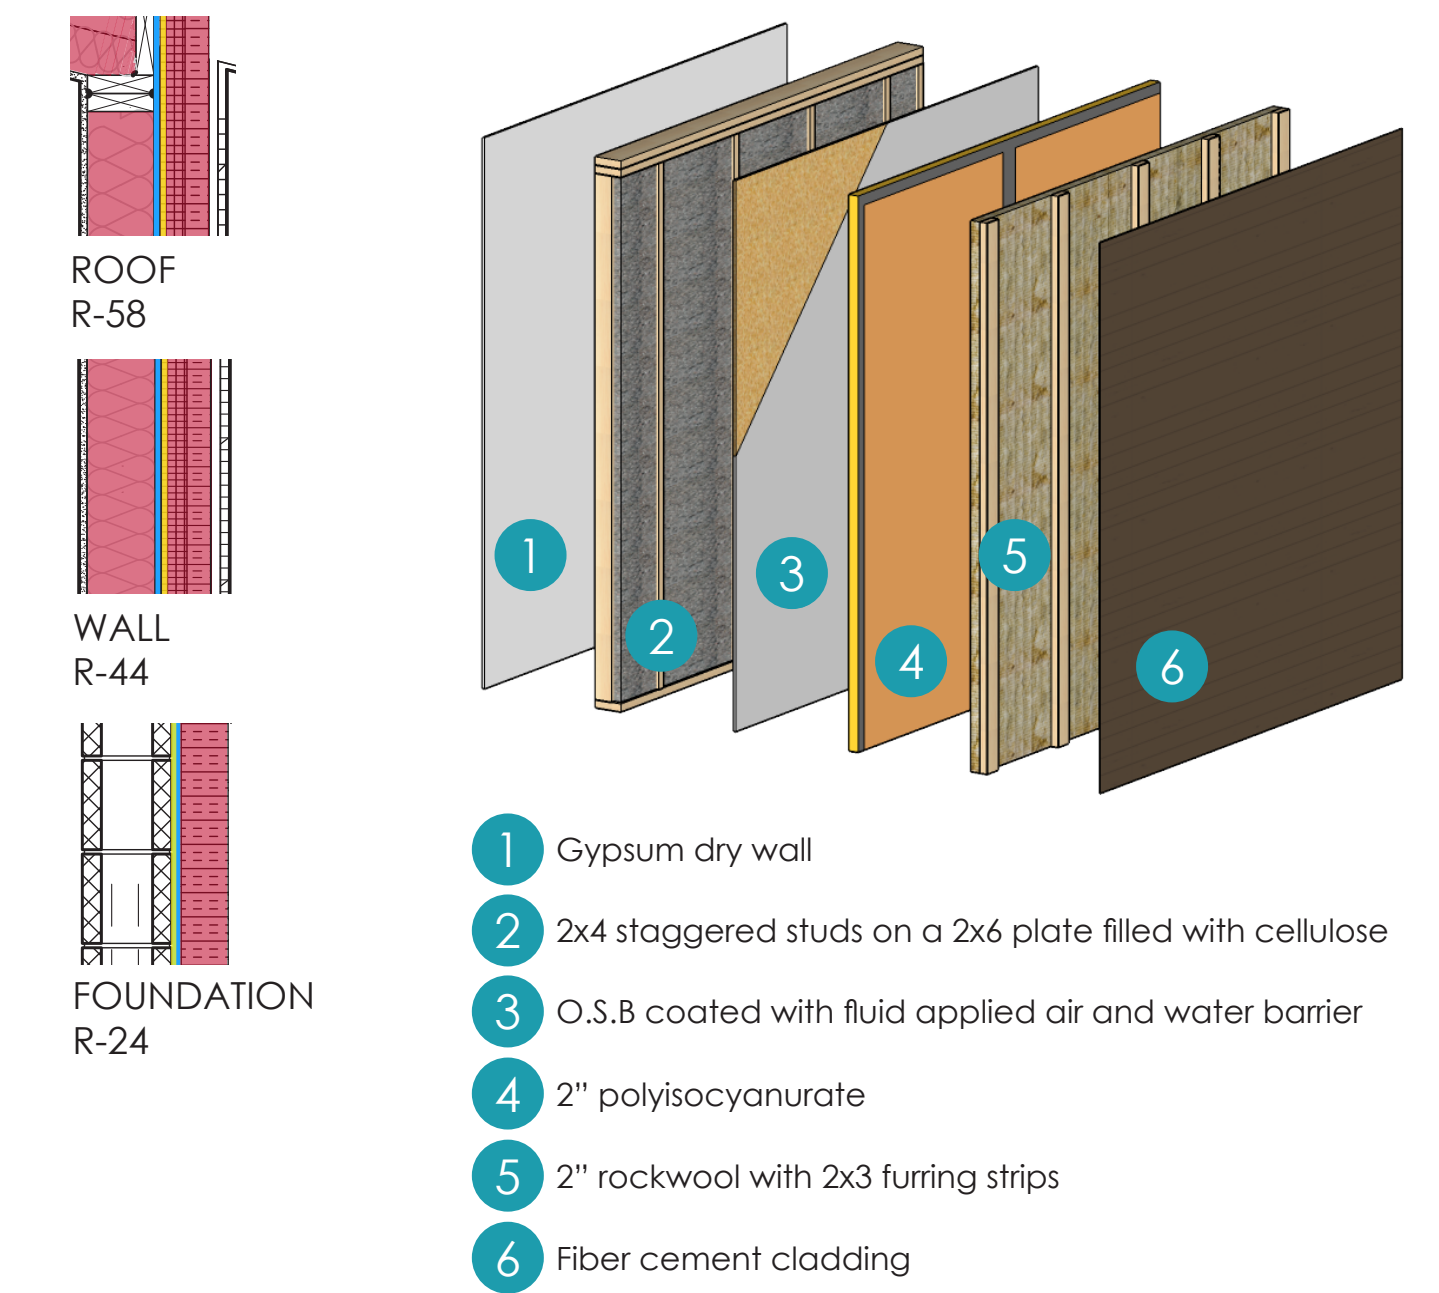 ROOF
R-58
WALL
R-44
FOUNDATION
R-24
1
2
3
4
5
6
1 Gypsum dry wall
2 2x4 staggered studs on a 2x6 plate filled with cellulose
3 O.S.B coated with fluid applied air and water barrier
4 2” polyisocyanurate
5 2” rockwool with 2x3 furring strips
6 Fiber cement cladding